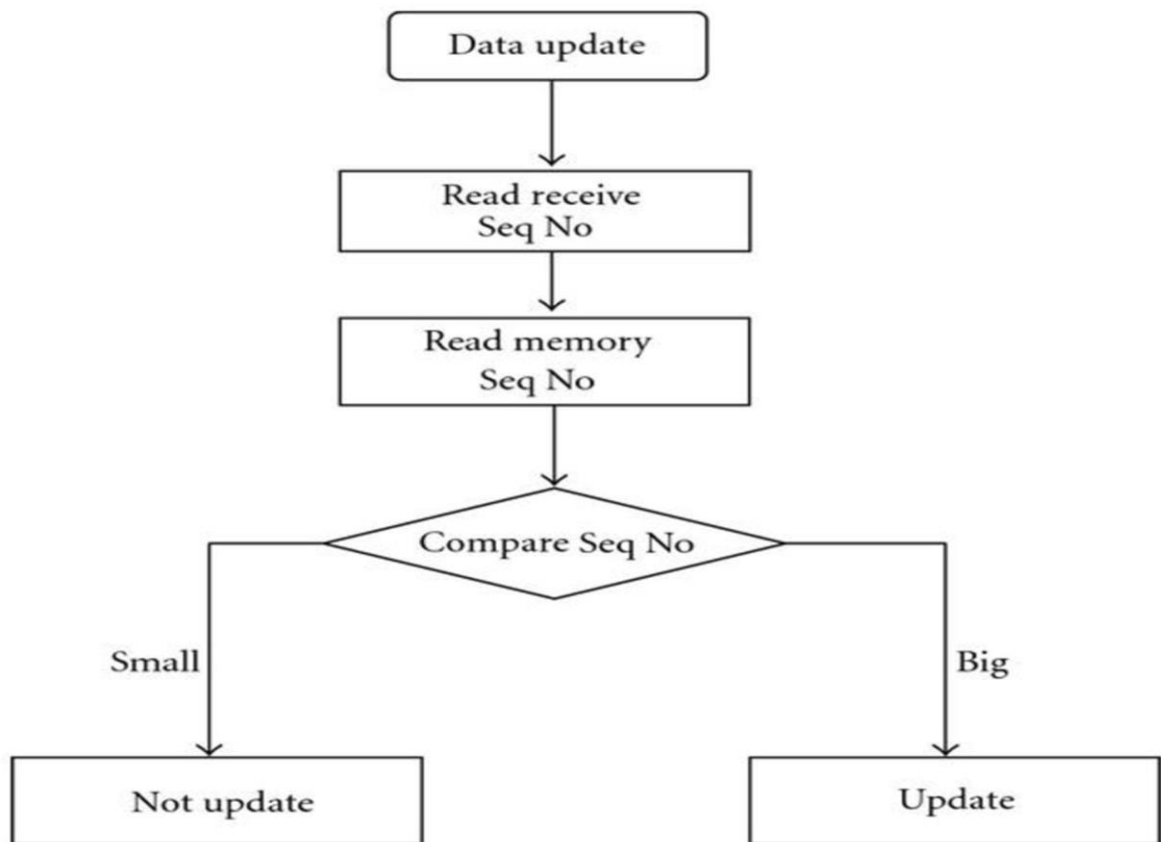 Data update
Read receive
Seq No
Read memory
Seq No
Compare Seq No
Small
Big
Not update
Update